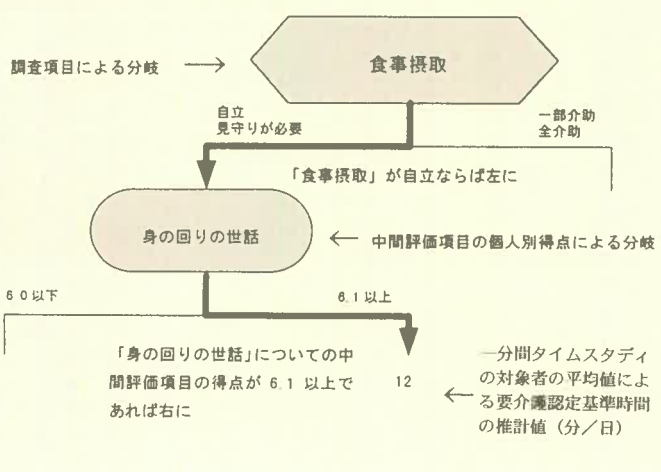 食事摂取
調査項目による分岐 →
自立
見守りが必要
一部介助
全介助
「食事摂取」が自立ならば左に
身の回りの世話
← 中間評価項目の個人別得点による分岐
6 0 以下
6.1 以上
「身の回りの世話」についての中
間評価項目の得点が 6.1 以上で
あれば右に
12
← 一分間タイムスタディ
の対象者の平均値によ
る要介護認定基準時間
の推計値(分/日)